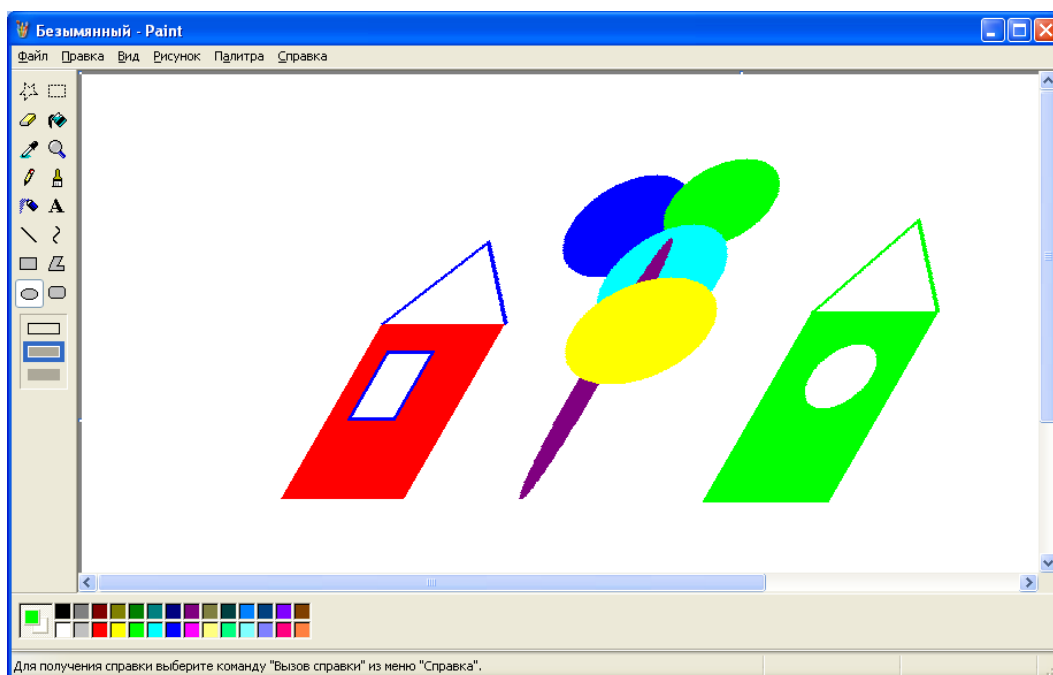 Безымянный - Paint
Файл Правка Вид Рисунок Палитра Справка
A
Для получения справки выберите команду "Вызов справки" из меню "Справка".